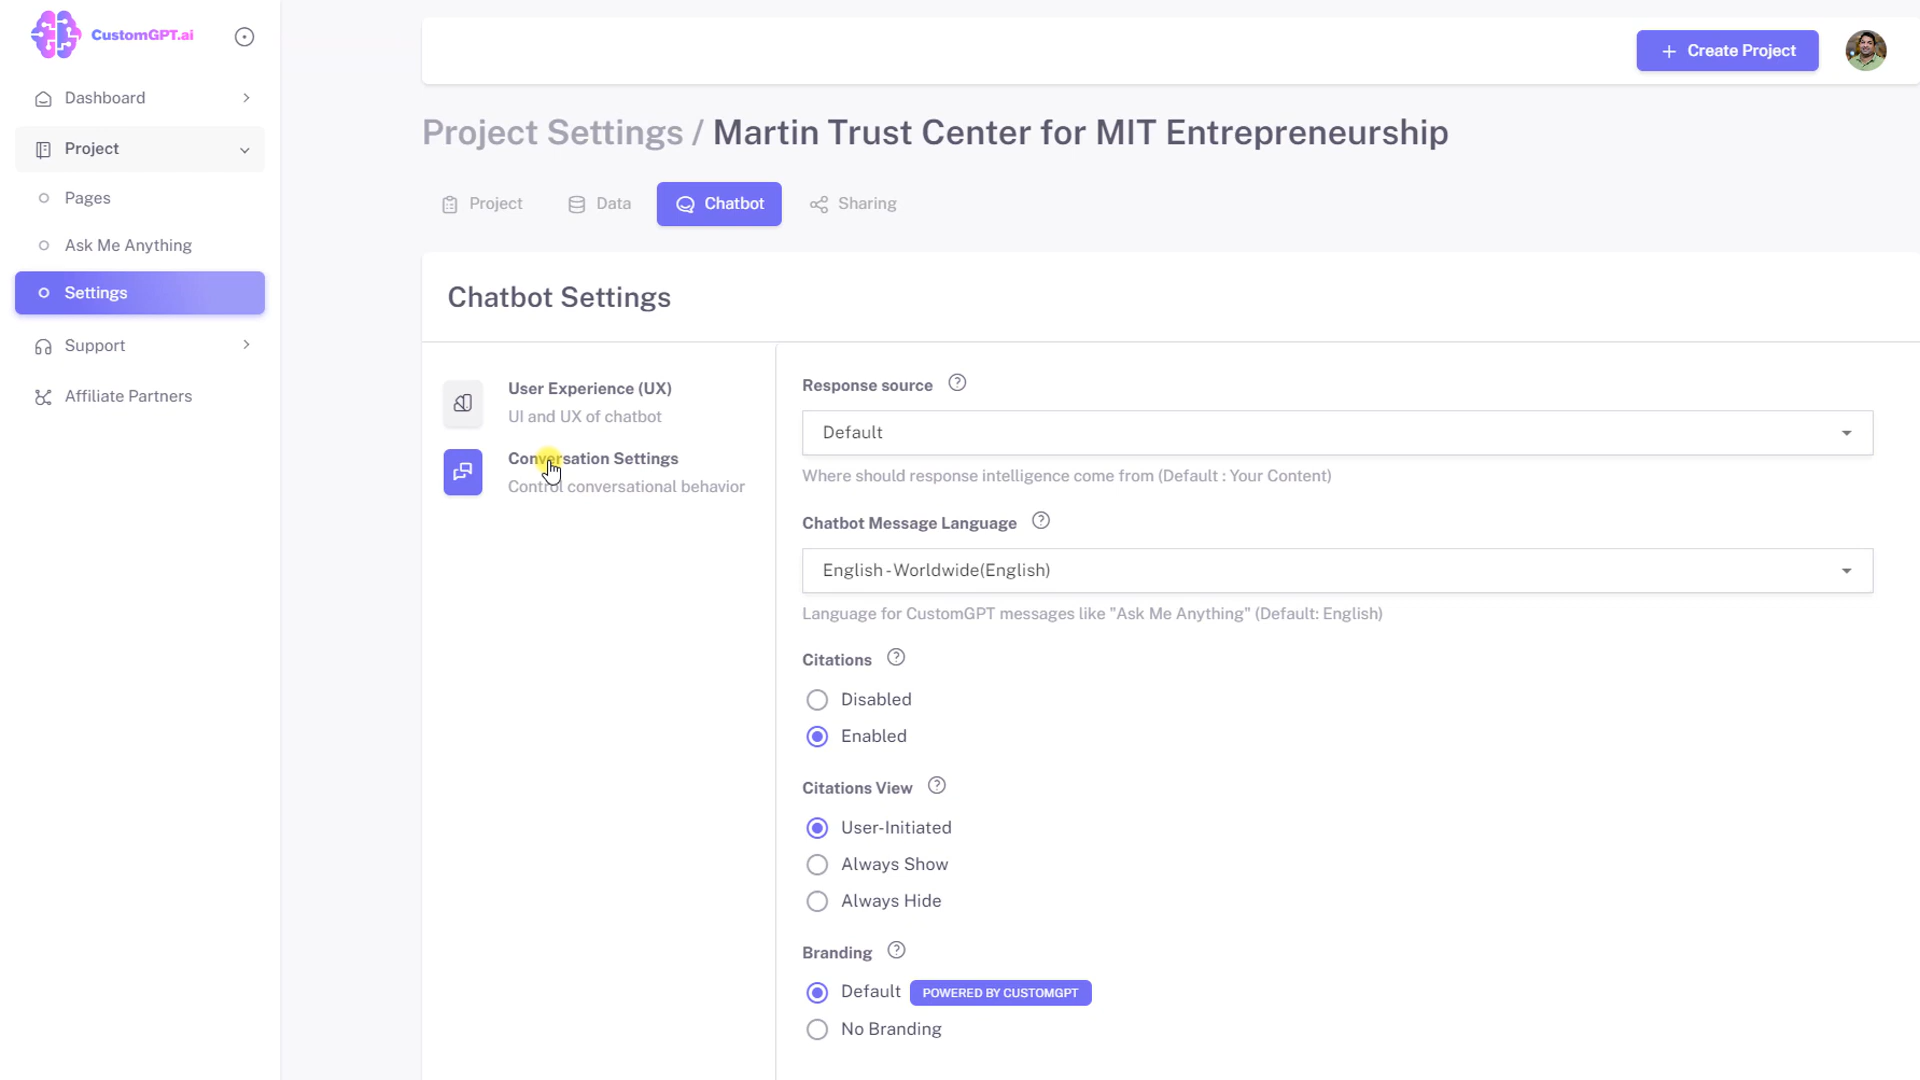 CustomGPT.ai
Dashboard
Project
Pages
Ask Me Anything
Settings
Support
Affiliate Partners
Create Project
Project Settings / Martin Trust Center for MIT Entrepreneurship
Project
Data
Chatbot
Sharing
Chatbot Settings
User Experience (UX)
UI and UX of chatbot
Conversation Settings
Control conversational behavior
Response source
Default
Where should response intelligence come from (Default : Your Content)
Chatbot Message Language
English - Worldwide(English)
Language for CustomGPT messages like "Ask Me Anything" (Default: English)
Citations
Disabled
Enabled
Citations View
User-Initiated
Always Show
Always Hide
Branding
Default POWERED BY CUSTOMGPT
No Branding